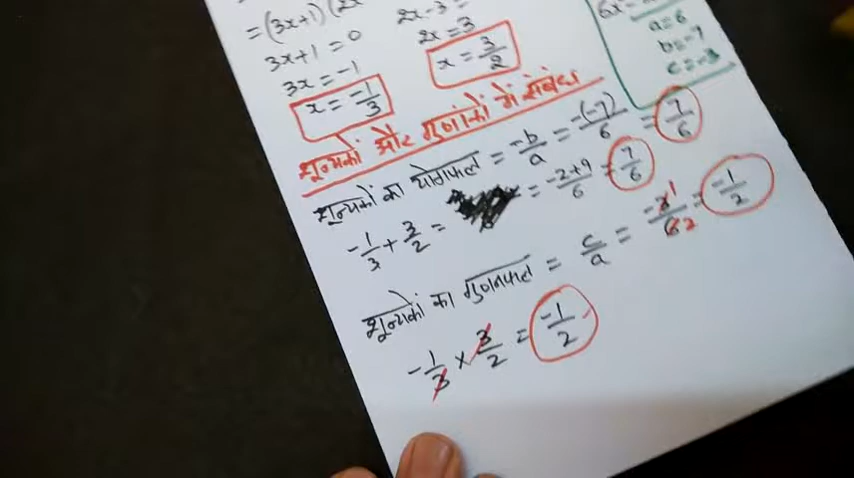 = (3x+1) (2x
3x+1 = 0
3x = -1
x = -1/3
2x-3 =
2x = 3
x = 3/2
6x²-
a=6
b=-7
c=-3
शून्यकों और गुणांकों में संबंध
शून्यकों का योगफल = -b/a = -(-7)/6 = 7/6
-1/3 + 3/2 = = -2+9/6 = 7/6
शून्यकों का गुणनफल = c/a = -3/6 = -1/2
-1/3 × 3/2 = -1/2